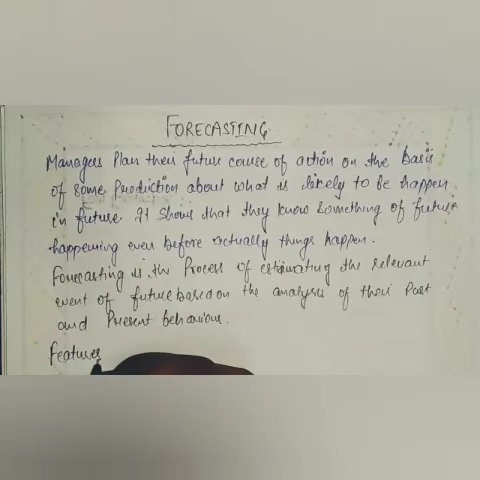 FORECASTING
Managers Plan their future course of action on the basis
of some Production about what is likely to be happen
in future. It shows that they know something of future
happening even before actually things happen.
Forecasting is the Process of estimating the relevant
event of future based on the analysis of their Past
and Present behaviour.
Features